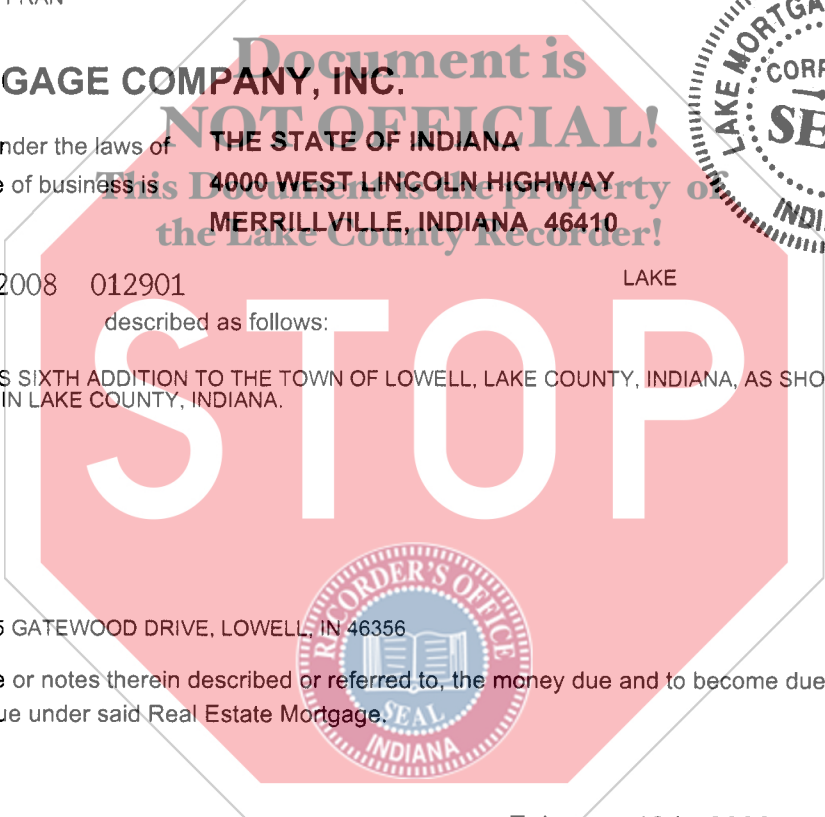 Document is
GAGE COMPANY, INC.
NOT OFFICIAL!
nder the laws of THE STATE OF INDIANA
e of business is 4000 WEST LINCOLN HIGHWAY
This Document is the property of
MERRILLVILLE, INDIANA 46410
the Lake County Recorder!
LAKE MORTGA
CORP
SE
INDI
2008 012901 LAKE
described as follows:
S SIXTH ADDITION TO THE TOWN OF LOWELL, LAKE COUNTY, INDIANA, AS SHO
IN LAKE COUNTY, INDIANA.
STOP
5 GATEWOOD DRIVE, LOWELL, IN 46356
e or notes therein described or referred to, the money due and to become due
ue under said Real Estate Mortgage.
RECORDER'S OFFICE
SEAL
INDIANA